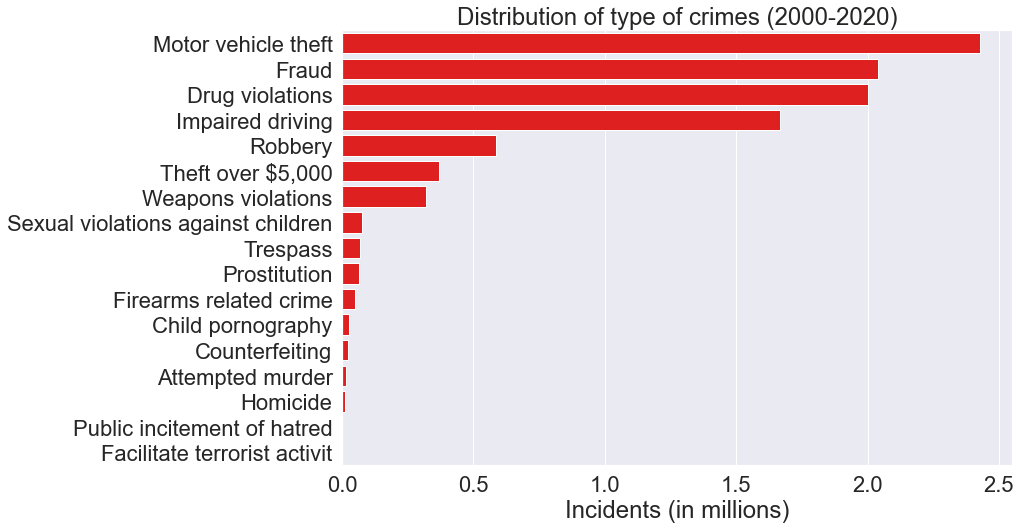 Distribution of type of crimes (2000-2020)
Motor vehicle theft
Fraud
Drug violations
Impaired driving
Robbery
Theft over $5,000
Weapons violations
Sexual violations against children
Trespass
Prostitution
Firearms related crime
Child pornography
Counterfeiting
Attempted murder
Homicide
Public incitement of hatred
Facilitate terrorist activit
0.0 0.5 1.0 1.5 2.0 2.5
Incidents (in millions)